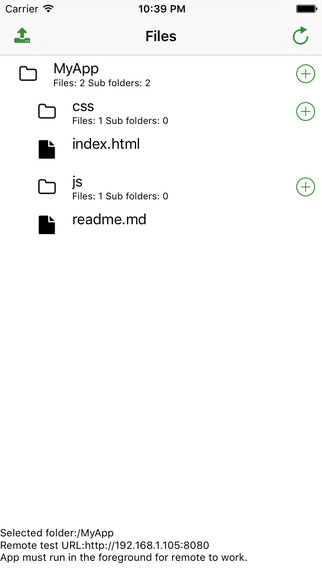 Carrier 10:39 PM
Files
MyApp
Files: 2 Sub folders: 2
css
Files: 1 Sub folders: 0
index.html
js
Files: 1 Sub folders: 0
readme.md
Selected folder:/MyApp
Remote test URL:http://192.168.1.105:8080
App must run in the foreground for remote to work.